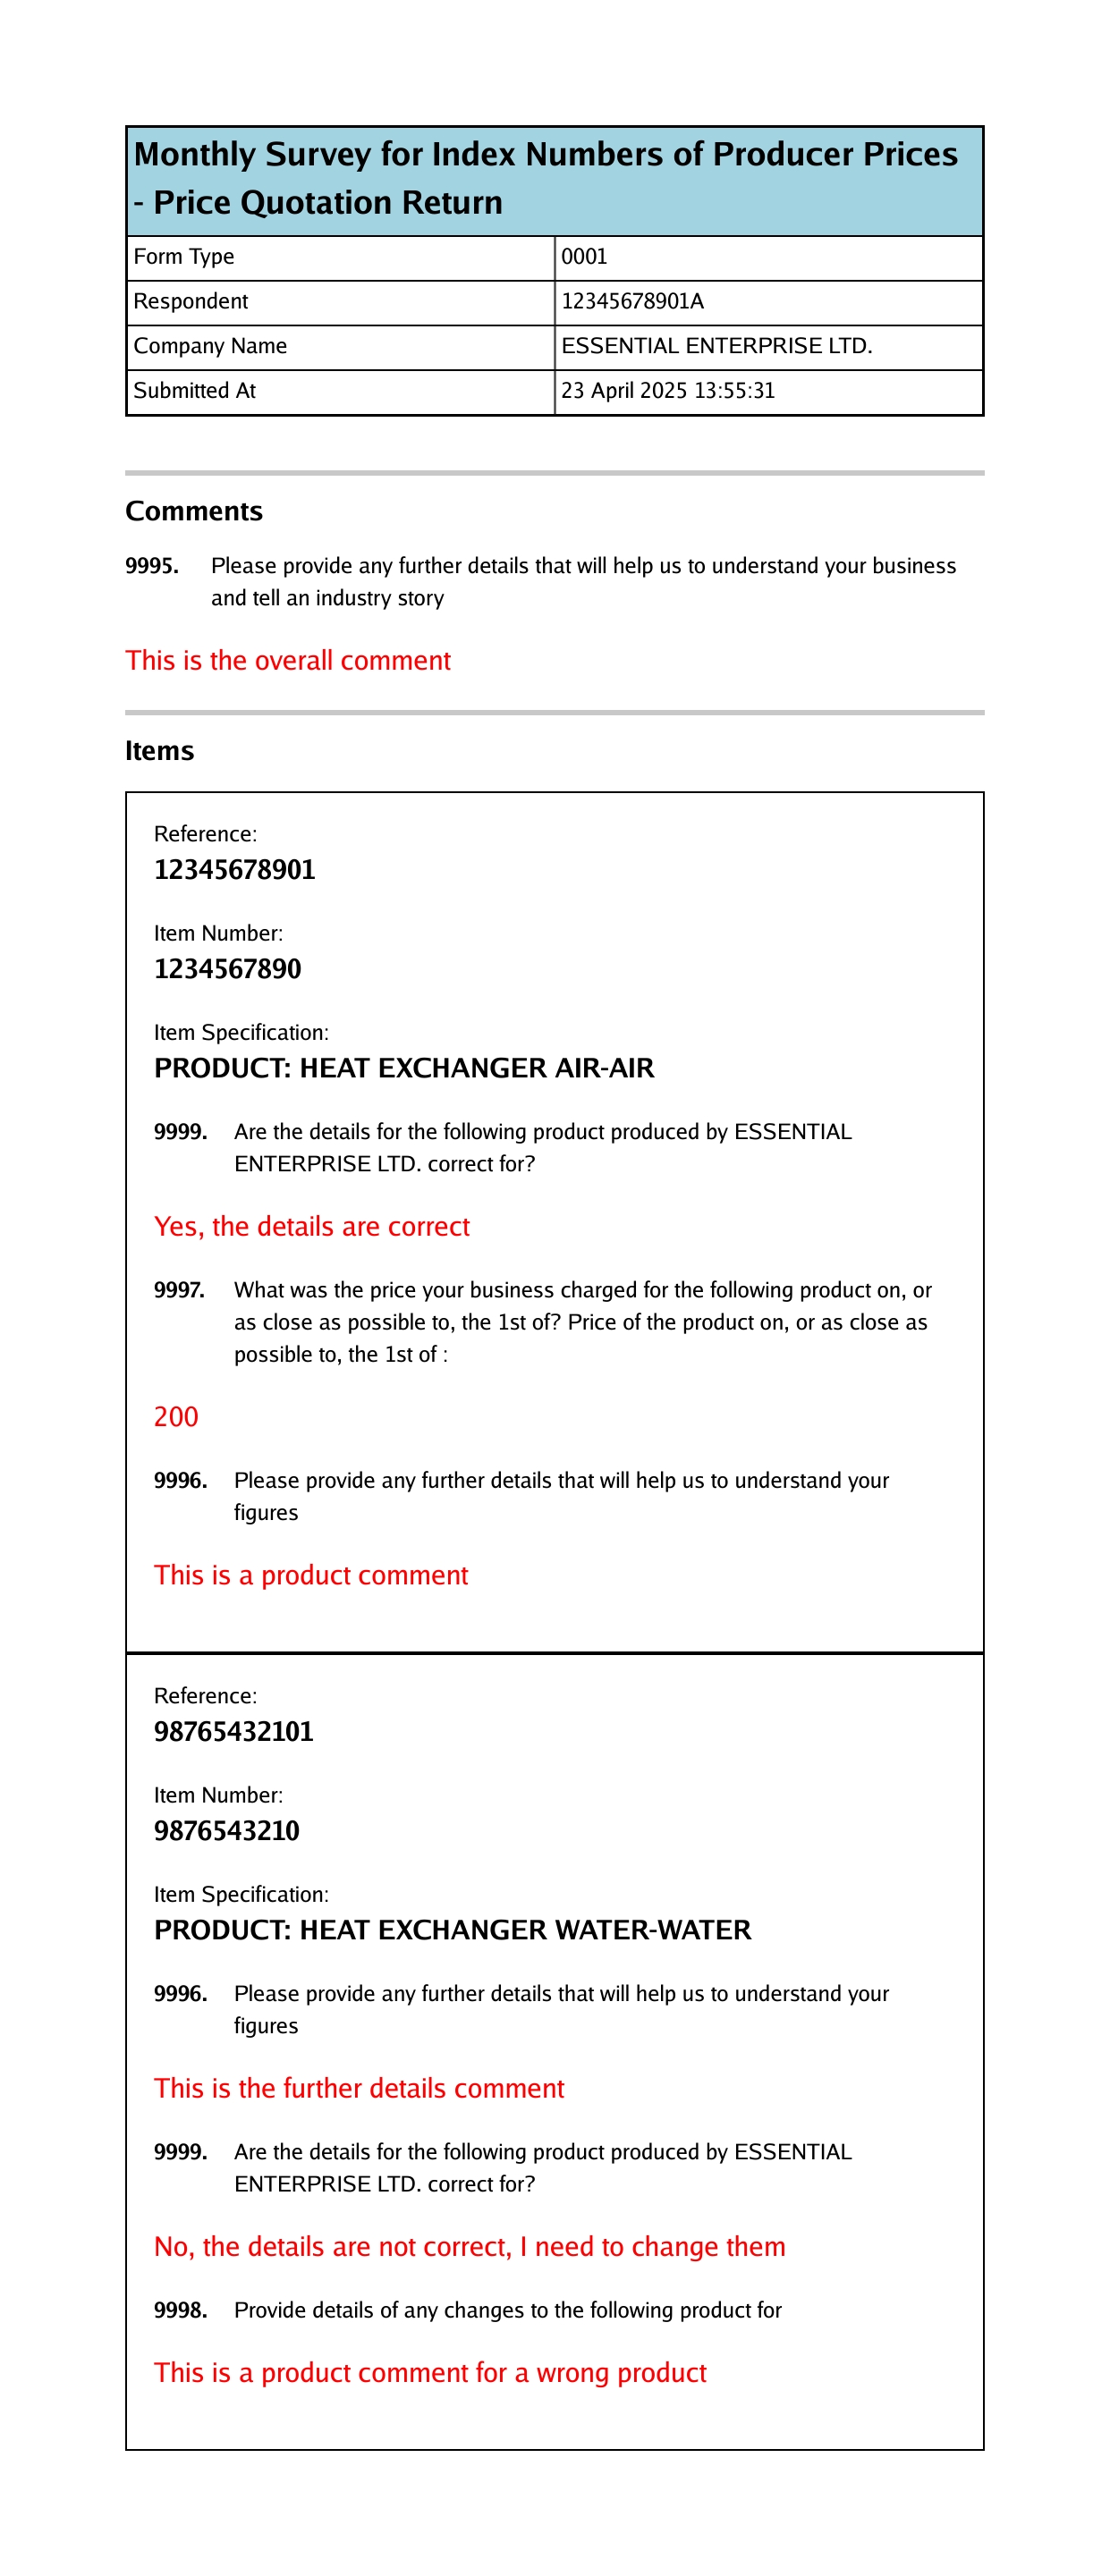 Monthly Survey for Index Numbers of Producer Prices
- Price Quotation Return
Form Type 0001
Respondent 12345678901A
Company Name ESSENTIAL ENTERPRISE LTD.
Submitted At 23 April 2025 13:55:31
Comments
9995. Please provide any further details that will help us to understand your business
and tell an industry story
This is the overall comment
Items
Reference:
12345678901
Item Number:
1234567890
Item Specification:
PRODUCT: HEAT EXCHANGER AIR-AIR
9999. Are the details for the following product produced by ESSENTIAL
ENTERPRISE LTD. correct for?
Yes, the details are correct
9997. What was the price your business charged for the following product on, or
as close as possible to, the 1st of? Price of the product on, or as close as
possible to, the 1st of :
200
9996. Please provide any further details that will help us to understand your
figures
This is a product comment
Reference:
98765432101
Item Number:
9876543210
Item Specification:
PRODUCT: HEAT EXCHANGER WATER-WATER
9996. Please provide any further details that will help us to understand your
figures
This is the further details comment
9999. Are the details for the following product produced by ESSENTIAL
ENTERPRISE LTD. correct for?
No, the details are not correct, I need to change them
9998. Provide details of any changes to the following product for
This is a product comment for a wrong product